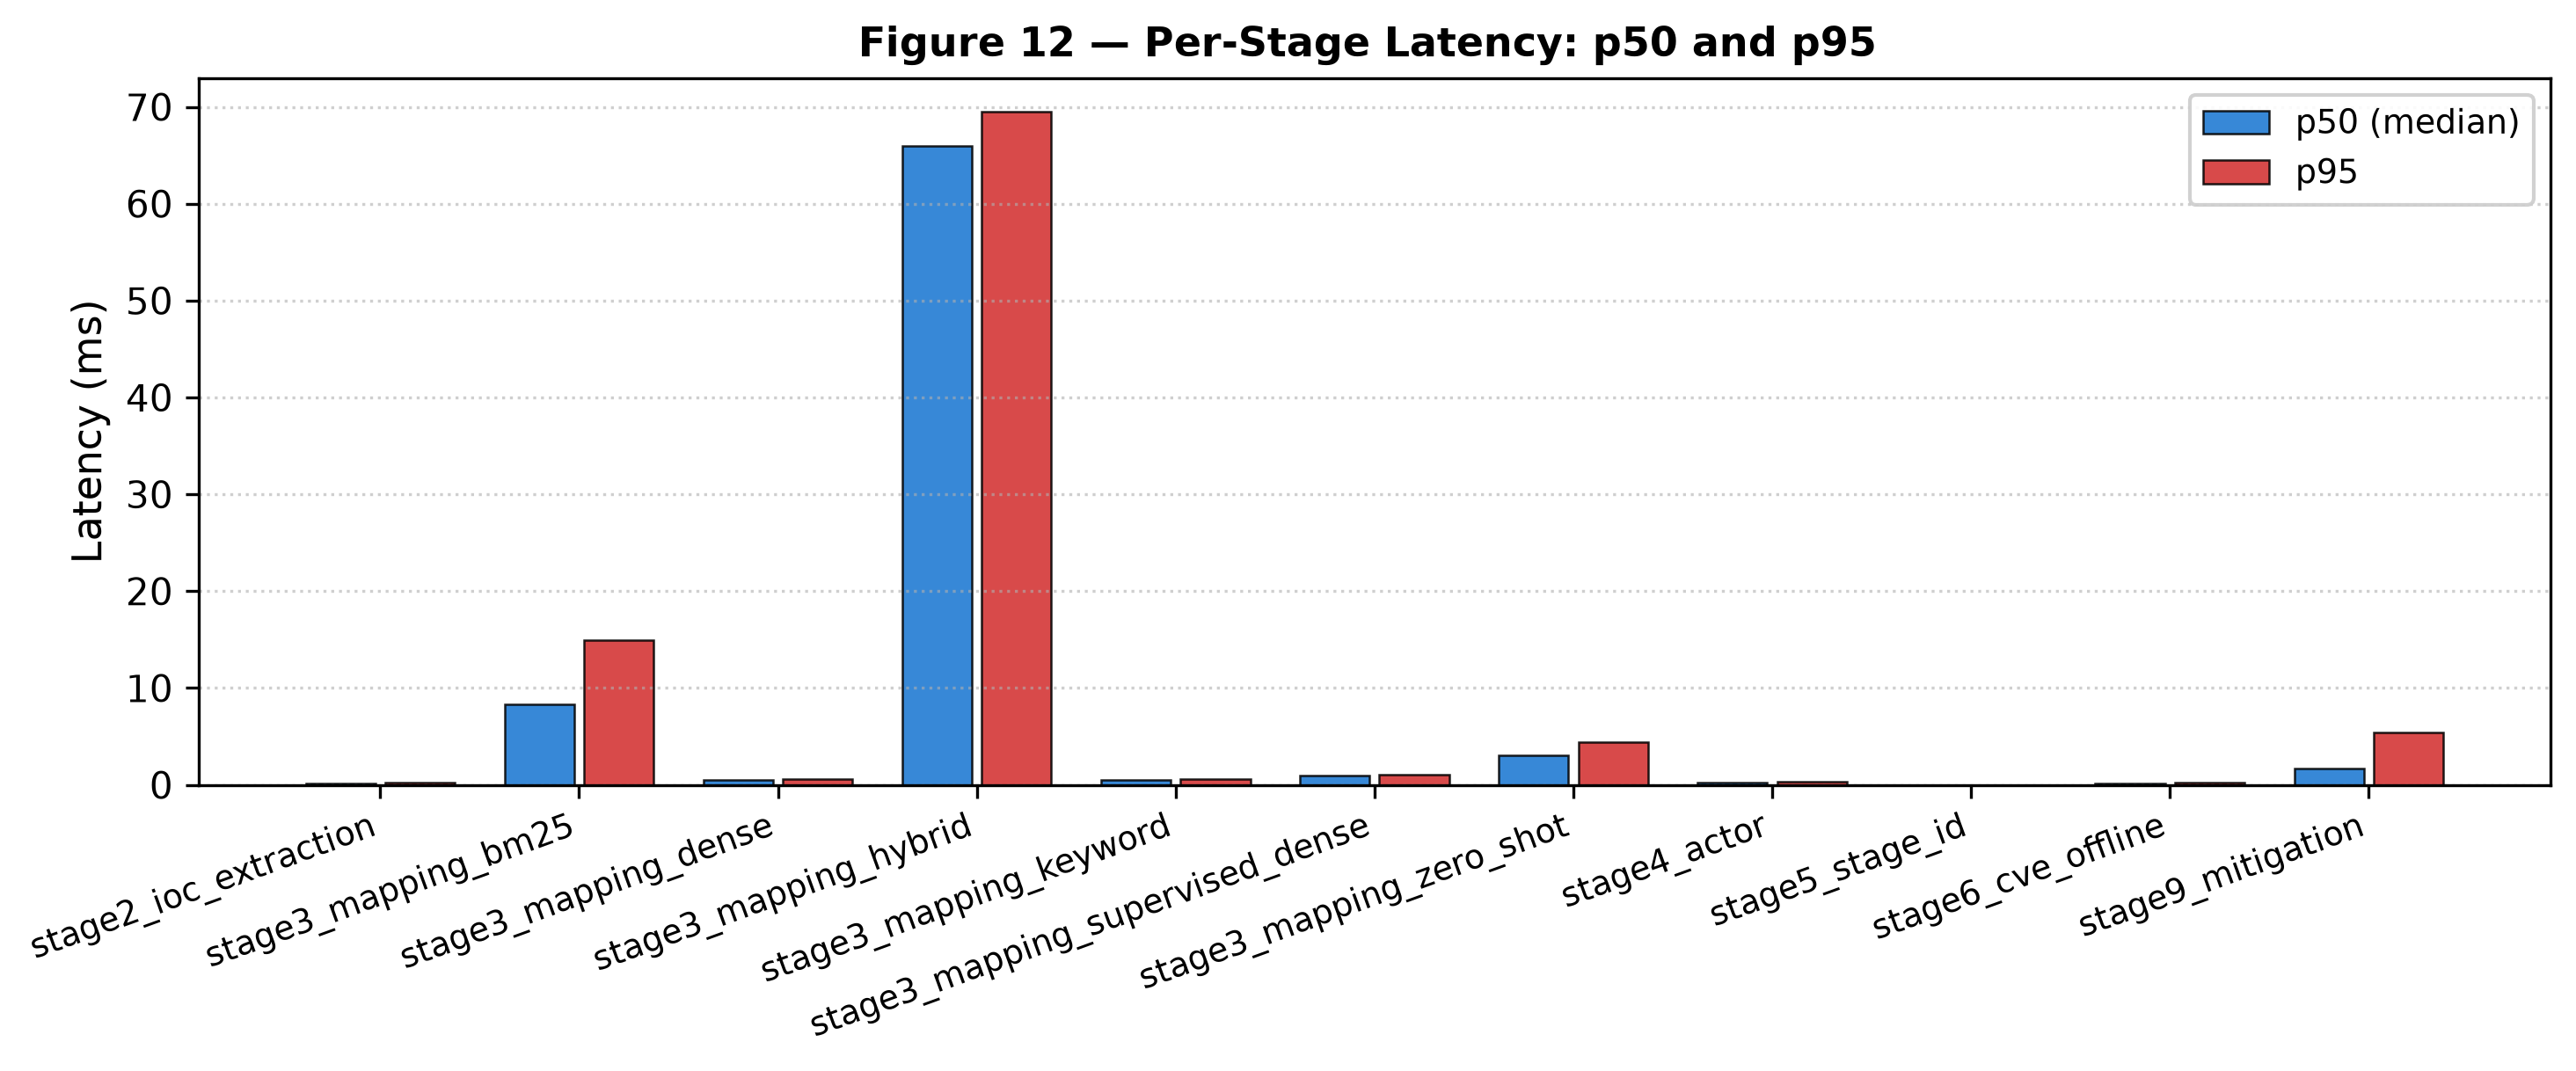 Figure 12 — Per-Stage Latency: p50 and p95
p50 (median)
p95
Latency (ms)
70
60
50
40
30
20
10
0
stage2_ioc_extraction
stage3_mapping_bm25
stage3_mapping_dense
stage3_mapping_hybrid
stage3_mapping_keyword
stage3_mapping_supervised_dense
stage3_mapping_zero_shot
stage4_actor
stage5_stage_id
stage6_cve_offline
stage9_mitigation